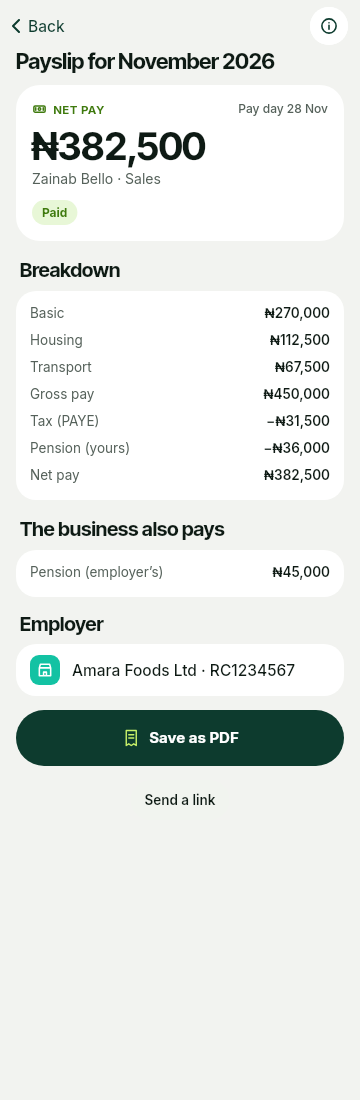 Back
Payslip for November 2026
NET PAY
Pay day 28 Nov
₦382,500
Zainab Bello · Sales
Paid
Breakdown
Basic ₦270,000
Housing ₦112,500
Transport ₦67,500
Gross pay ₦450,000
Tax (PAYE) −₦31,500
Pension (yours) −₦36,000
Net pay ₦382,500
The business also pays
Pension (employer’s) ₦45,000
Employer
Amara Foods Ltd · RC1234567
Save as PDF
Send a link